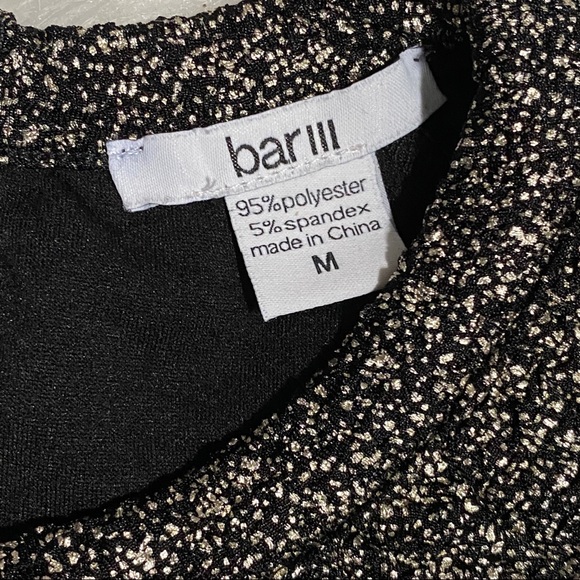 bar III
95%polyester
5%spandex
made in China
M